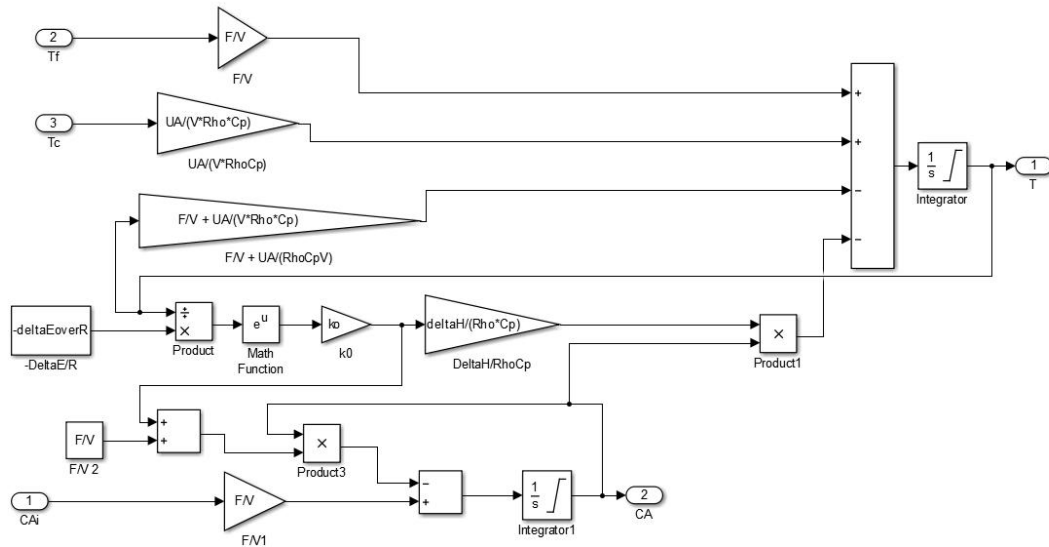 2
Tf
F/V
F/V
3
Tc
UA/(V*Rho*Cp)
UA/(V*RhoCp)
F/V + UA/(V*Rho*Cp)
F/V + UA/(RhoCpV)
+
+
−
−
1
s
Integrator
1
T
-deltaEoverR
-DeltaE/R
÷
×
Product
e^u
Math
Function
ko
k0
deltaH/(Rho*Cp)
DeltaH/RhoCp
×
Product1
F/V
F/V 2
+
+
×
Product3
1
CAi
F/V
F/V1
−
+
1
s
Integrator1
2
CA